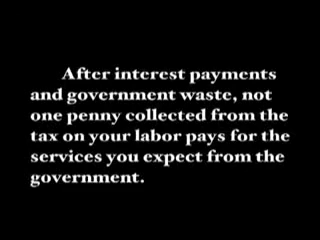 After interest payments
and government waste, not
one penny collected from the
tax on your labor pays for the
services you expect from the
government.